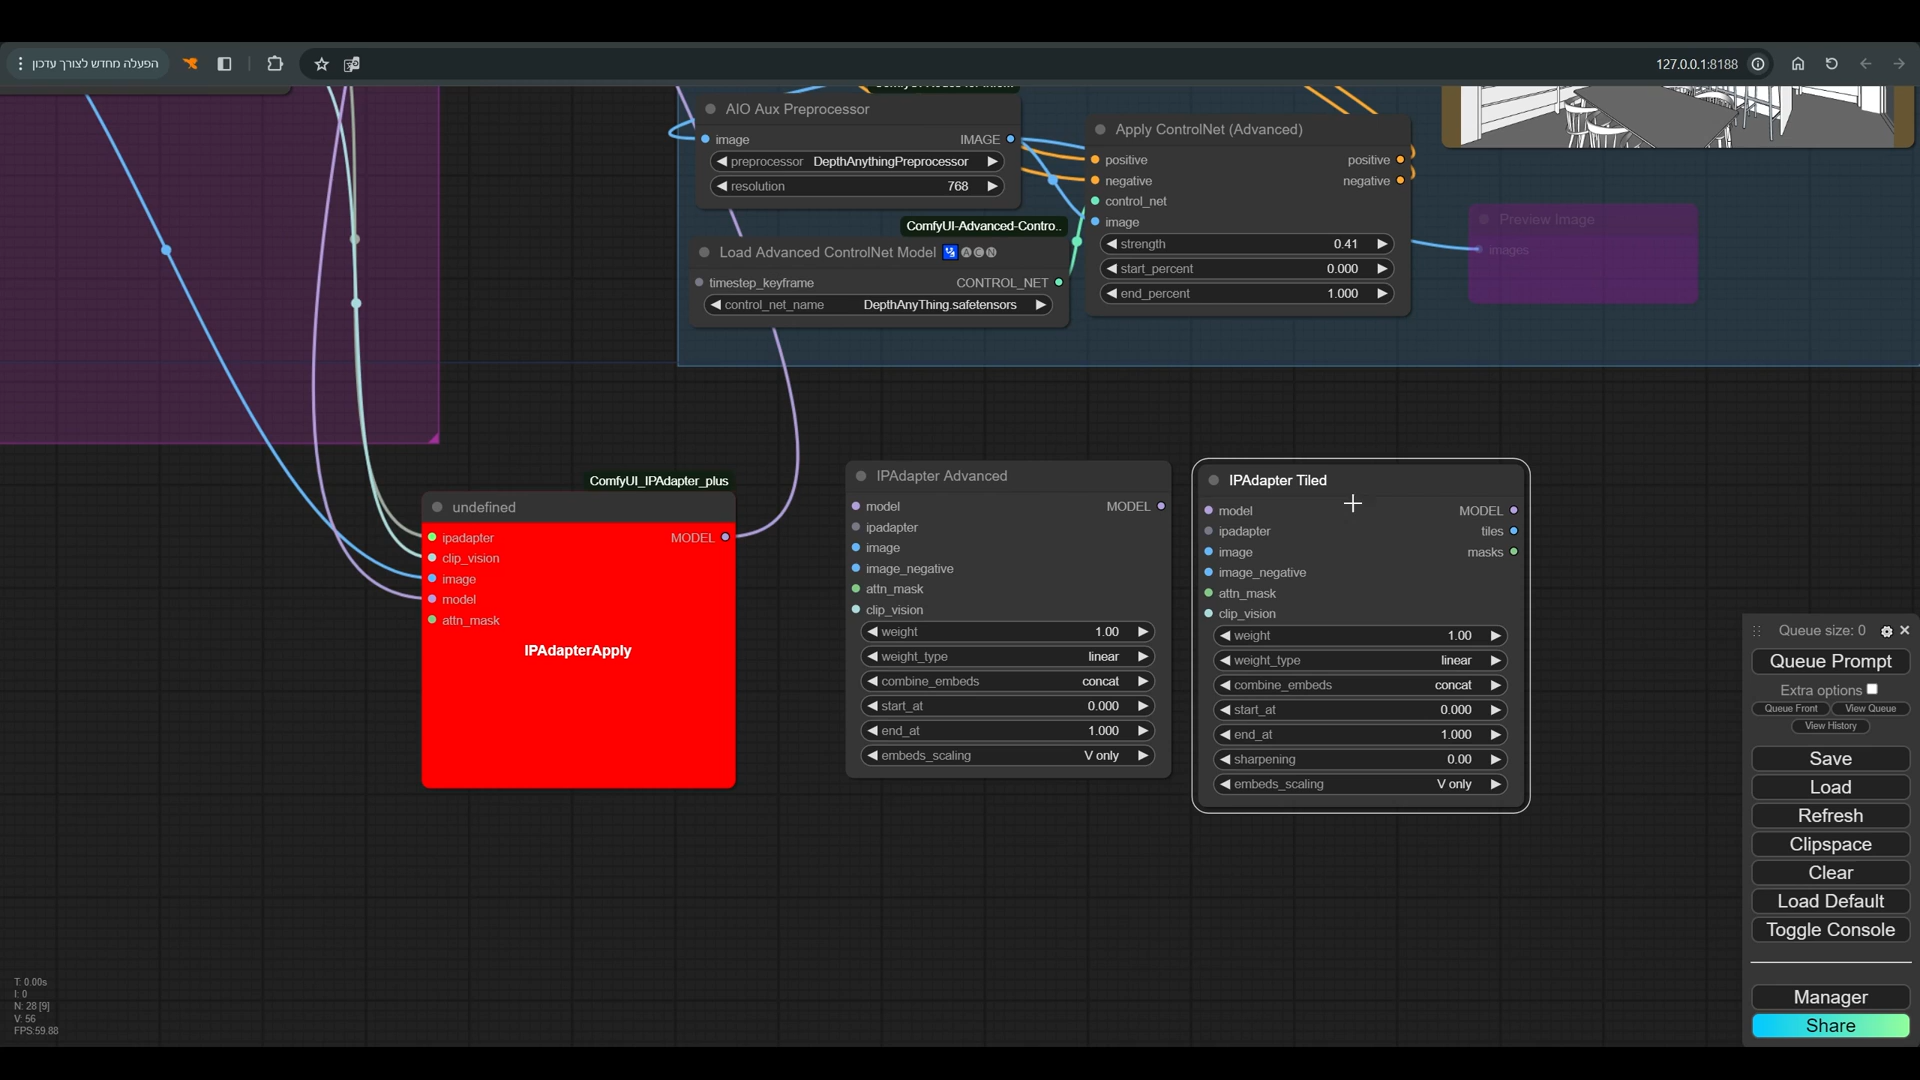 הפעלה מחדש לצורך עדכון
127.0.0.1:8188
AIO Aux Preprocessor
image IMAGE
preprocessor DepthAnythingPreprocessor
resolution 768
Apply ControlNet (Advanced)
positive positive
negative negative
control_net
image
strength 0.41
start_percent 0.000
end_percent 1.000
Preview Image
images
ComfyUI-Advanced-Contro..
Load Advanced ControlNet Model 🛂🅐🅒🅝
timestep_keyframe CONTROL_NET
control_net_name DepthAnyThing.safetensors
ComfyUI_IPAdapter_plus
undefined
ipadapter MODEL
clip_vision
image
model
attn_mask
IPAdapterApply
IPAdapter Advanced
model MODEL
ipadapter
image
image_negative
attn_mask
clip_vision
weight 1.00
weight_type linear
combine_embeds concat
start_at 0.000
end_at 1.000
embeds_scaling V only
IPAdapter Tiled
model MODEL
ipadapter tiles
image masks
image_negative
attn_mask
clip_vision
weight 1.00
weight_type linear
combine_embeds concat
start_at 0.000
end_at 1.000
sharpening 0.00
embeds_scaling V only
Queue size: 0
Queue Prompt
Extra options
Queue Front View Queue
View History
Save
Load
Refresh
Clipspace
Clear
Load Default
Toggle Console
Manager
Share
T: 0.00s
I: 0
N: 28 [9]
V: 56
FPS:59.88